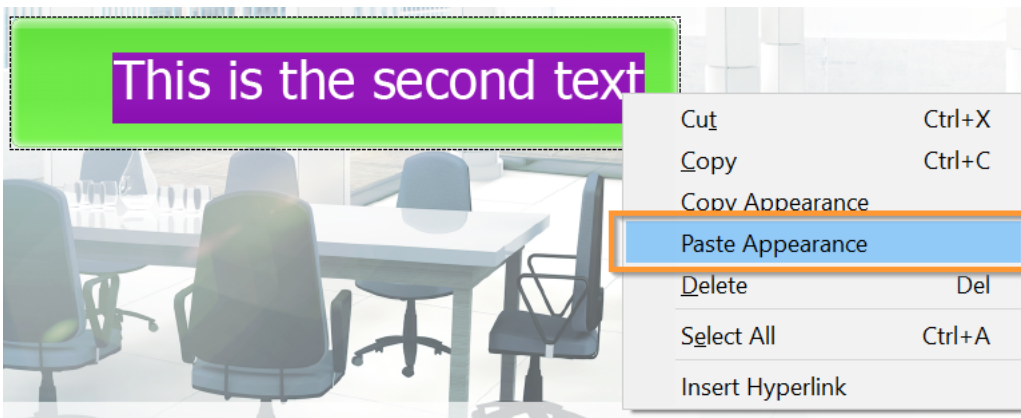 This is the second text
Cut Ctrl+X
Copy Ctrl+C
Copy Appearance
Paste Appearance
Delete Del
Select All Ctrl+A
Insert Hyperlink